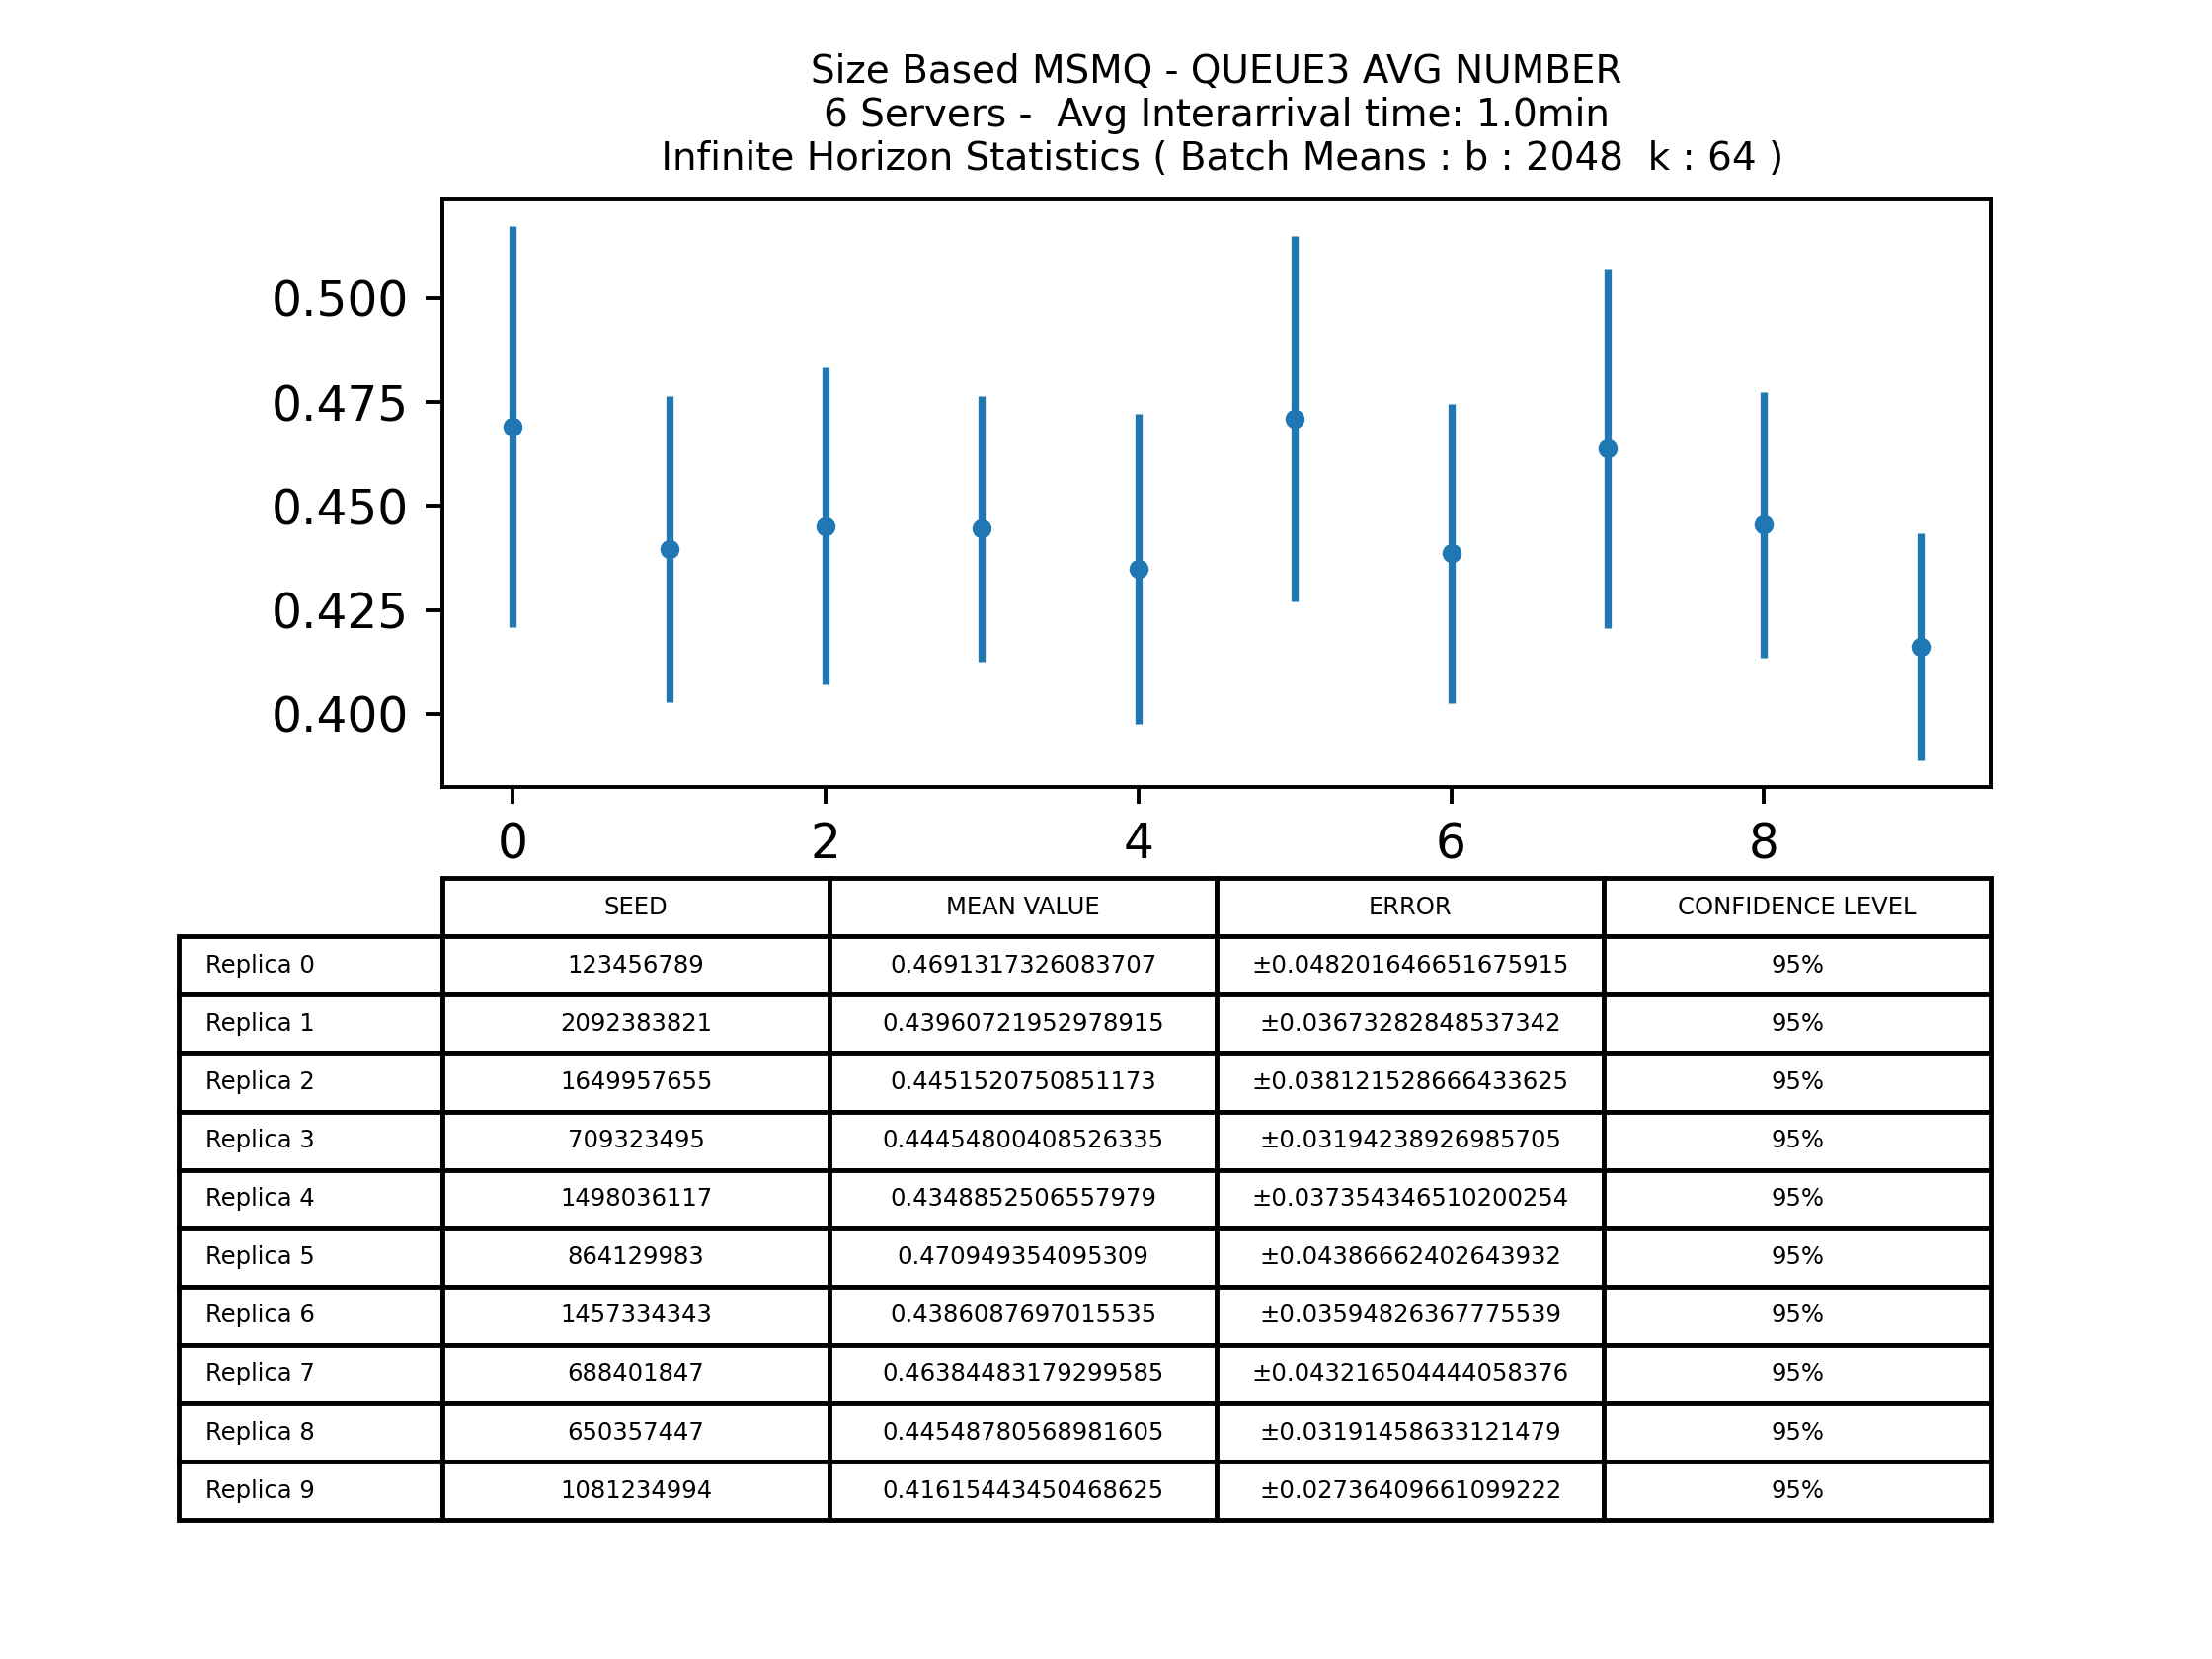 Size Based MSMQ - QUEUE3 AVG NUMBER
6 Servers -  Avg Interarrival time: 1.0min
Infinite Horizon Statistics ( Batch Means : b : 2048  k : 64 )
0.500
0.475
0.450
0.425
0.400
0 2 4 6 8
SEED MEAN VALUE ERROR CONFIDENCE LEVEL
Replica 0 123456789 0.4691317326083707 ±0.048201646651675915 95%
Replica 1 2092383821 0.43960721952978915 ±0.03673282848537342 95%
Replica 2 1649957655 0.4451520750851173 ±0.038121528666433625 95%
Replica 3 709323495 0.44454800408526335 ±0.03194238926985705 95%
Replica 4 1498036117 0.4348852506557979 ±0.037354346510200254 95%
Replica 5 864129983 0.470949354095309 ±0.04386662402643932 95%
Replica 6 1457334343 0.4386087697015535 ±0.03594826367775539 95%
Replica 7 688401847 0.46384483179299585 ±0.043216504444058376 95%
Replica 8 650357447 0.44548780568981605 ±0.03191458633121479 95%
Replica 9 1081234994 0.41615443450468625 ±0.02736409661099222 95%